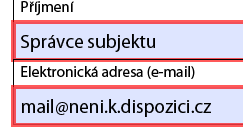 Příjmení
Správce subjektu
Elektronická adresa (e-mail)
mail@neni.k.dispozici.cz